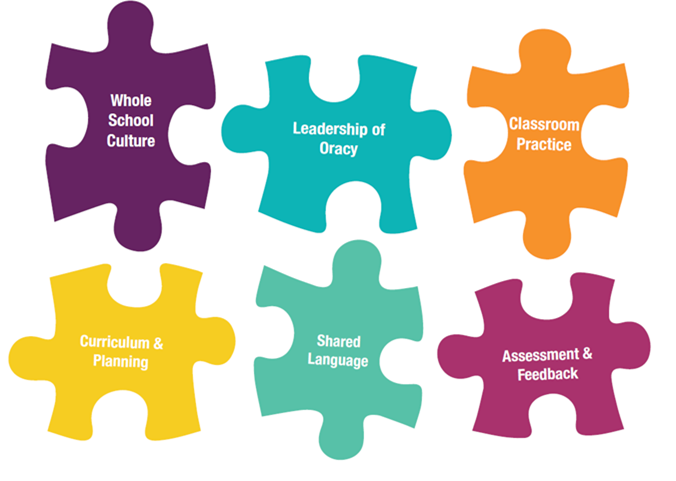 Whole
School
Culture
Leadership of
Oracy
Classroom
Practice
Curriculum &
Planning
Shared
Language
Assessment &
Feedback